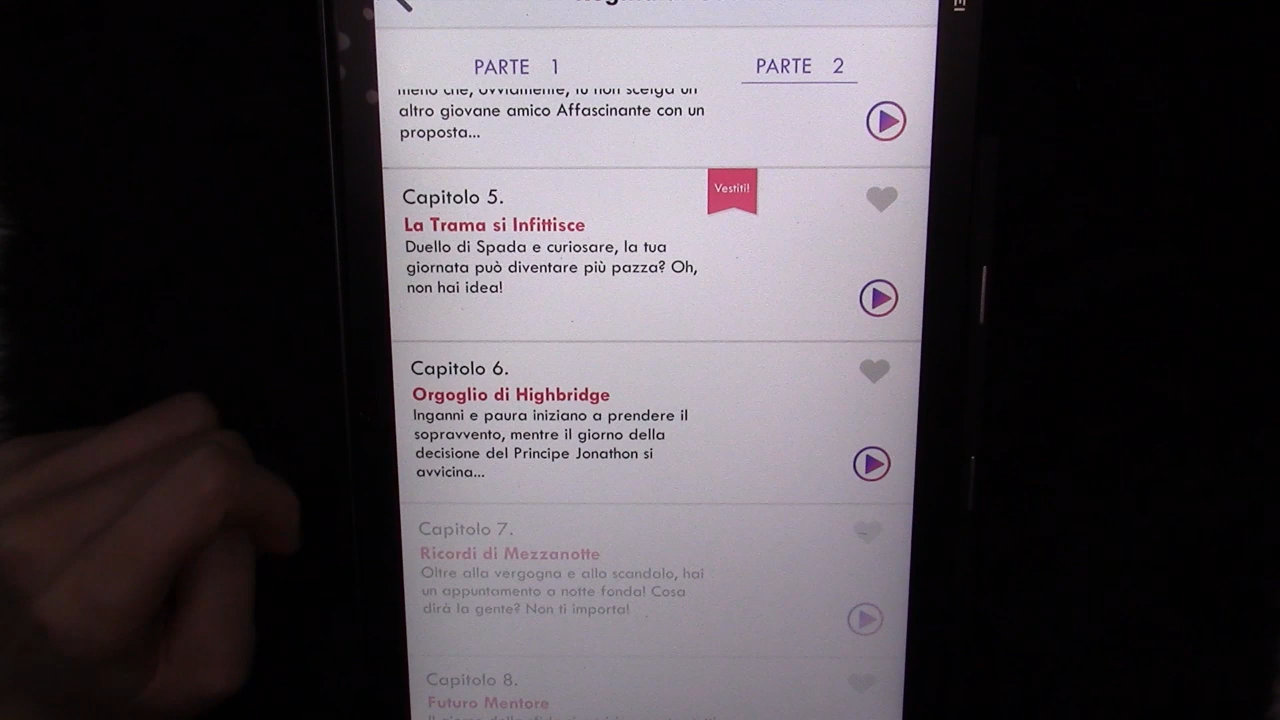 PARTE 1
PARTE 2
altro giovane amico Affascinante con un
proposta...
Capitolo 5.
Vestiti!
La Trama si Infittisce
Duello di Spada e curiosare, la tua
giornata può diventare più pazza? Oh,
non hai idea!
Capitolo 6.
Orgoglio di Highbridge
Inganni e paura iniziano a prendere il
sopravvento, mentre il giorno della
decisione del Principe Jonathon si
avvicina...
Capitolo 7.
Ricordi di Mezzanotte
Oltre alla vergogna e allo scandalo, hai
un appuntamento a notte fonda! Cosa
dirà la gente? Non ti importa!
Capitolo 8.
Futuro Mentore